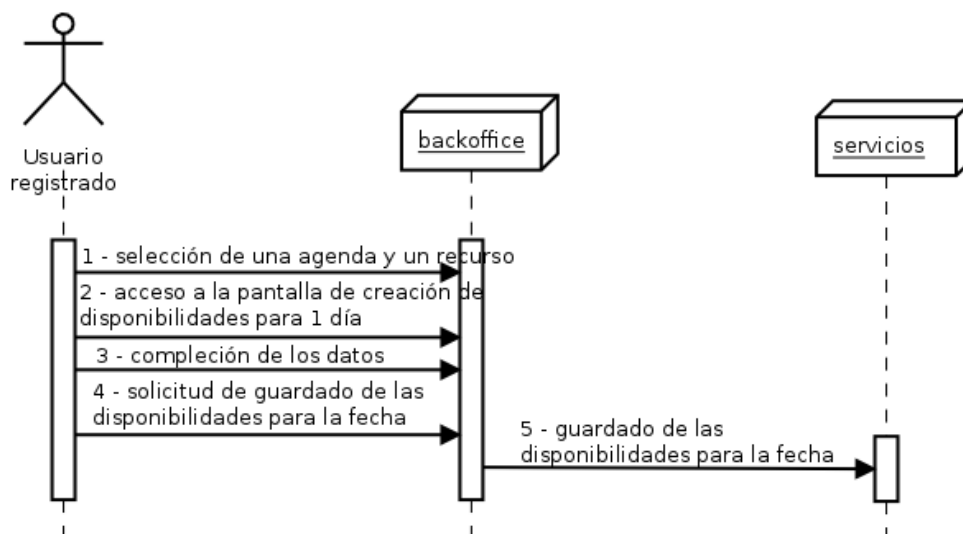 Usuario
registrado
backoffice
servicios
1 - selección de una agenda y un recurso
2 - acceso a la pantalla de creación de
disponibilidades para 1 día
3 - compleción de los datos
4 - solicitud de guardado de las
disponibilidades para la fecha
5 - guardado de las
disponibilidades para la fecha